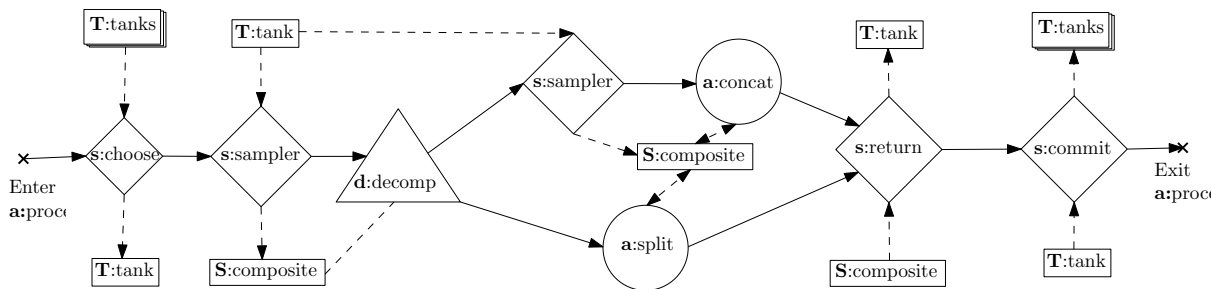 T:tanks
T:tank
T:tank
T:tanks
s:sampler
a:concat
s:choose
s:sampler
S:composite
s:return
s:commit
d:decomp
Enter
a:proce
Exit
a:proce
a:split
T:tank
S:composite
S:composite
T:tank